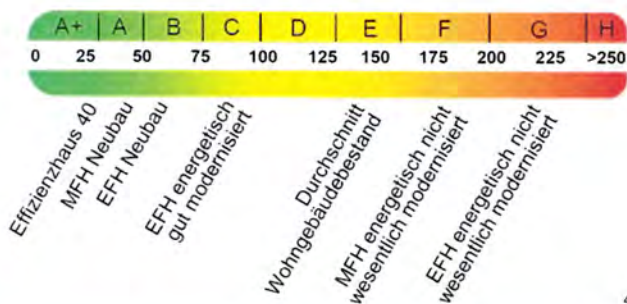 A+ A B C D E F G H
0 25 50 75 100 125 150 175 200 225 >250
Effizienzhaus 40
MFH Neubau
EFH Neubau
EFH energetisch
gut modernisiert
Durchschnitt
Wohngebäudebestand
MFH energetisch nicht
wesentlich modernisiert
EFH energetisch nicht
wesentlich modernisiert